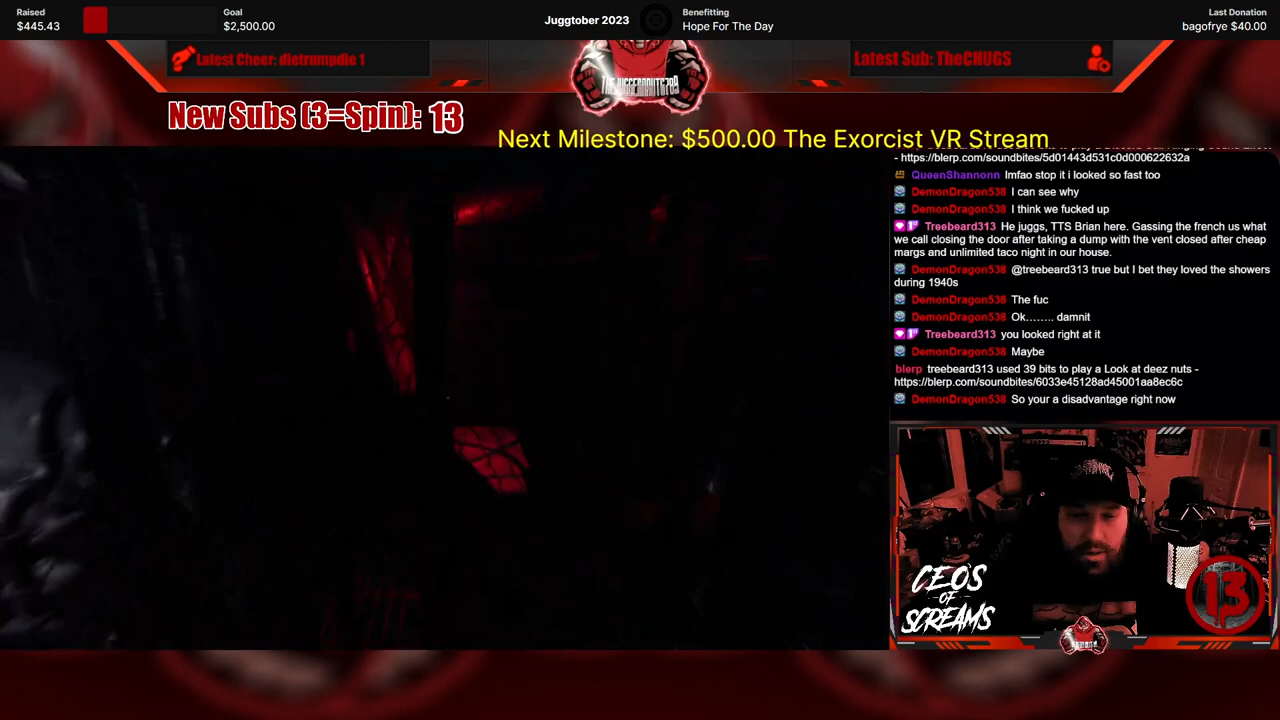 Raised
$445.43
Goal
$2,500.00
Juggtober 2023
Benefitting
Hope For The Day
Last Donation
bagofrye $40.00
Latest Cheer: dietrumpdie 1
THEJUGGERNAUT6789
Latest Sub: TheCHUGS
New Subs (3=Spin): 13
Next Milestone: $500.00 The Exorcist VR Stream
- https://blerp.com/soundbites/5d01443d531c0d000622632a
QueenShannonn lmfao stop it i looked so fast too
DemonDragon538 I can see why
DemonDragon538 I think we fucked up
Treebeard313 He juggs, TTS Brian here. Gassing the french us what
we call closing the door after taking a dump with the vent closed after cheap
margs and unlimited taco night in our house.
DemonDragon538 @treebeard313 true but I bet they loved the showers
during 1940s
DemonDragon538 The fuc
DemonDragon538 Ok…….. damnit
Treebeard313 you looked right at it
DemonDragon538 Maybe
blerp treebeard313 used 39 bits to play a Look at deez nuts -
https://blerp.com/soundbites/6033e45128ad45001aa8ec6c
DemonDragon538 So your a disadvantage right now
CEOS
OF
SCREAMS
13